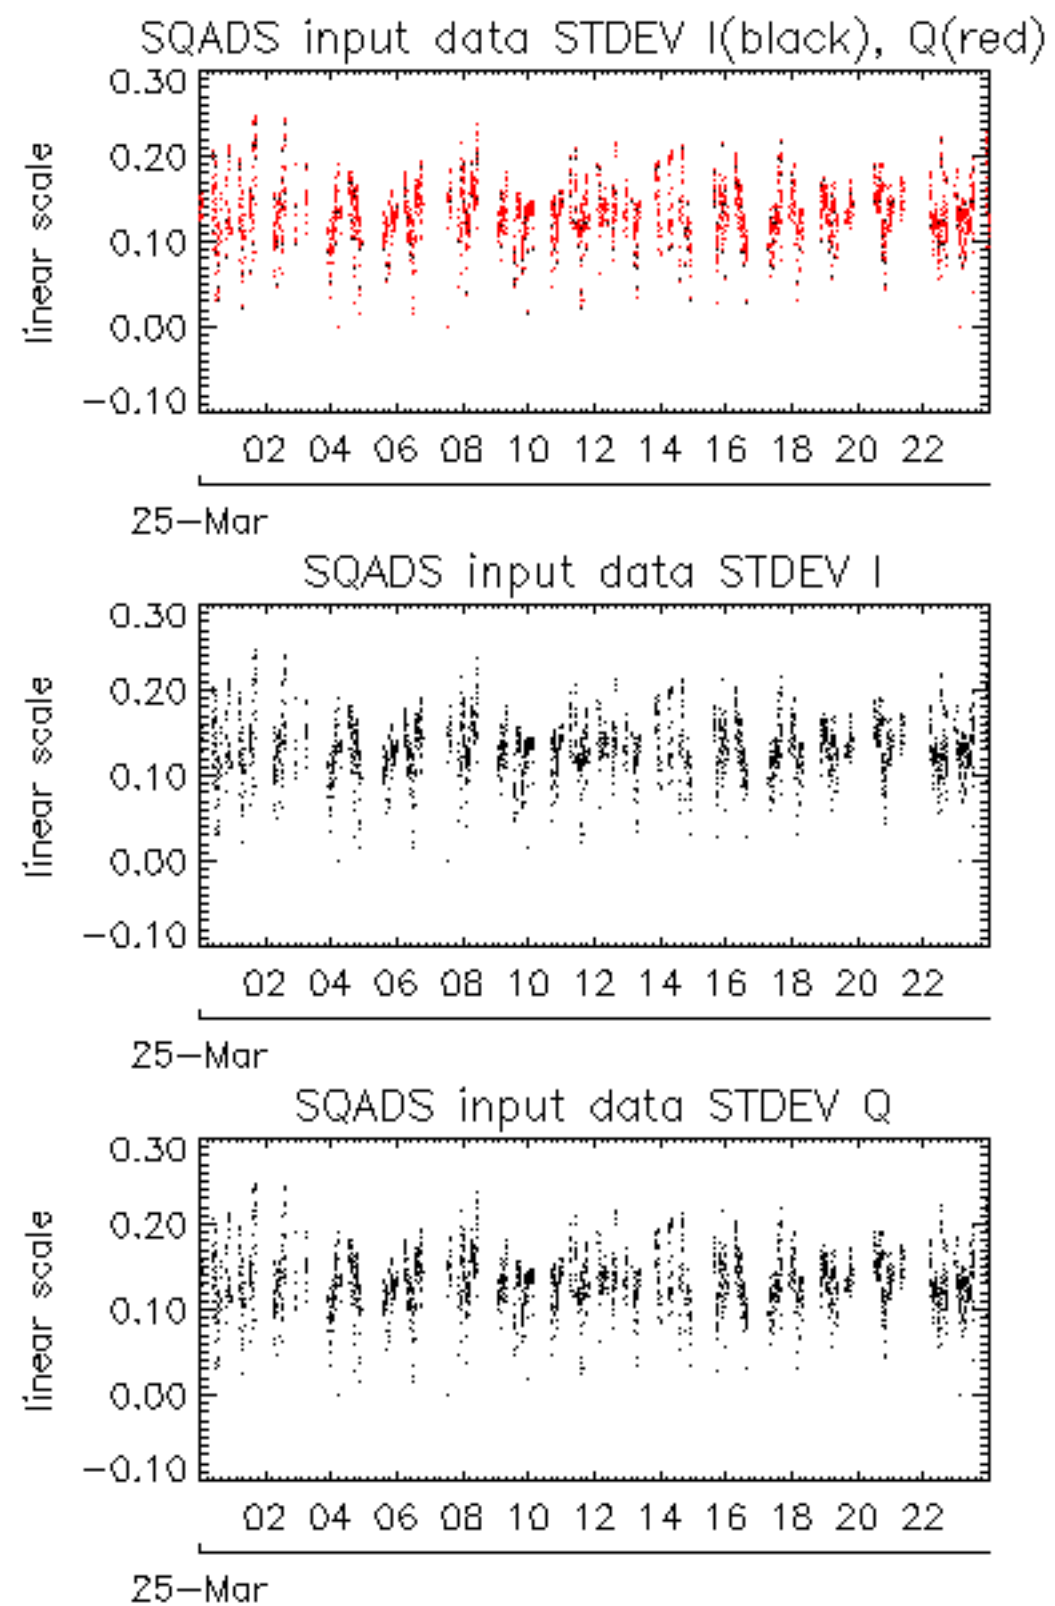 SQADS input data STDEV I(black), Q(red)
0.30
0.20
0.10
0.00
-0.10
linear scale
02 04 06 08 10 12 14 16 18 20 22
25-Mar
SQADS input data STDEV I
0.30
0.20
0.10
0.00
-0.10
linear scale
02 04 06 08 10 12 14 16 18 20 22
25-Mar
SQADS input data STDEV Q
0.30
0.20
0.10
0.00
-0.10
linear scale
02 04 06 08 10 12 14 16 18 20 22
25-Mar